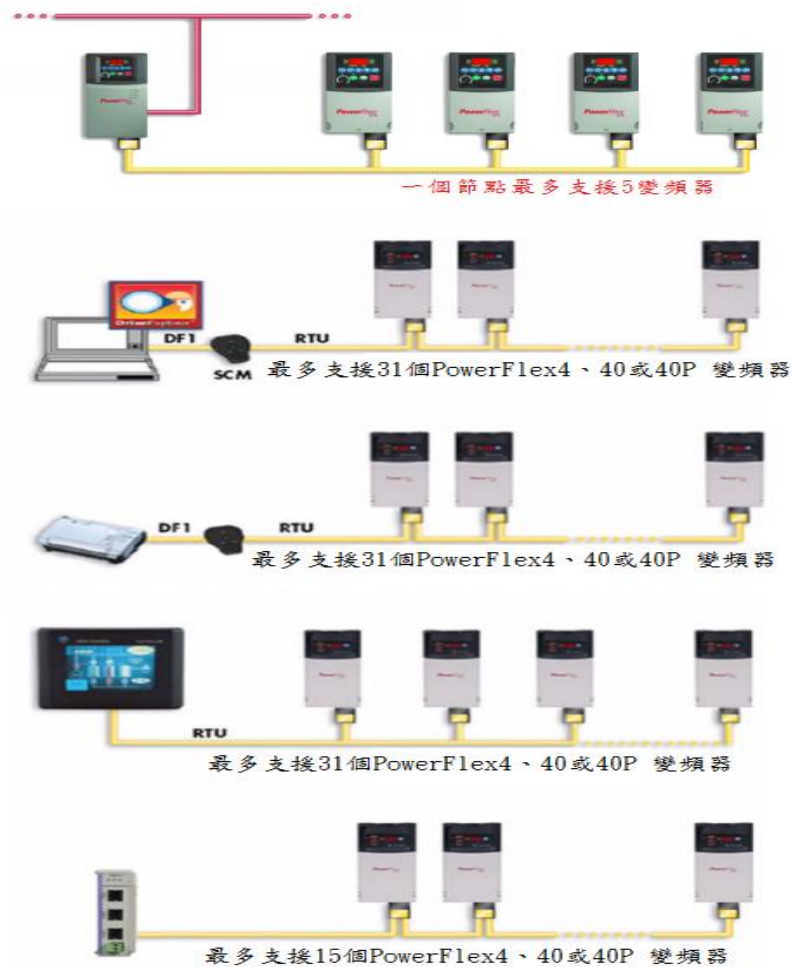 一個節點最多支援5變頻器
DriveExplorer
DF1
RTU
SCM
最多支援31個PowerFlex4、40或40P 變頻器
DF1
RTU
最多支援31個PowerFlex4、40或40P 變頻器
RTU
最多支援31個PowerFlex4、40或40P 變頻器
最多支援15個PowerFlex4、40或40P 變頻器